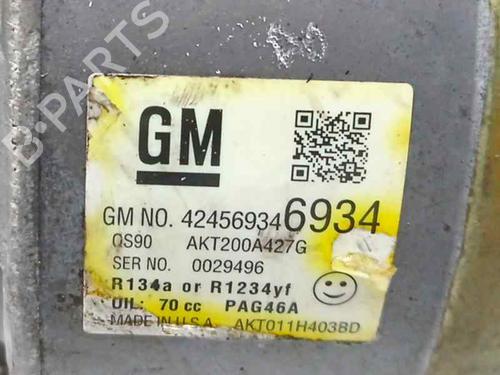 B-PARTS
GM
GM NO. 42456934 6934
QS90 AKT200A427G
SER NO. 0029496
R134a or R1234yf
OIL: 70 cc PAG46A
MADE IN U.S.A. AKT011H403BD